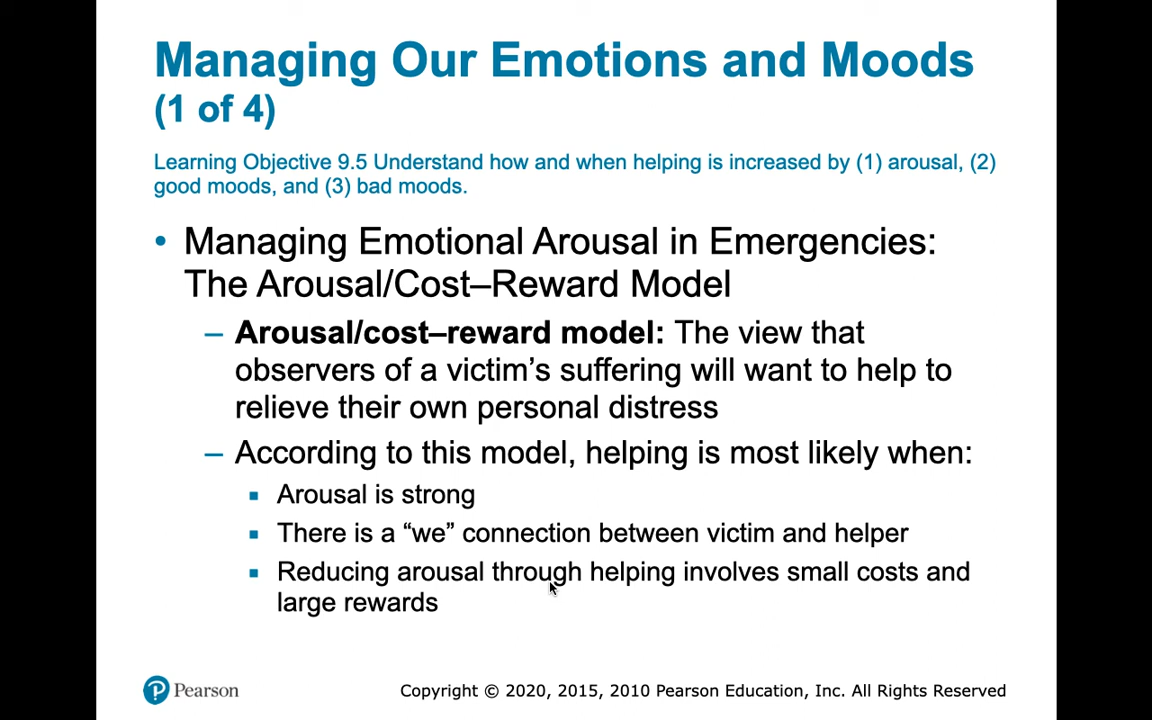 Managing Our Emotions and Moods
(1 of 4)
Learning Objective 9.5 Understand how and when helping is increased by (1) arousal, (2)
good moods, and (3) bad moods.
• Managing Emotional Arousal in Emergencies:
The Arousal/Cost–Reward Model
– Arousal/cost–reward model: The view that
observers of a victim’s suffering will want to help to
relieve their own personal distress
– According to this model, helping is most likely when:
▪ Arousal is strong
▪ There is a “we” connection between victim and helper
▪ Reducing arousal through helping involves small costs and
large rewards
Pearson
Copyright © 2020, 2015, 2010 Pearson Education, Inc. All Rights Reserved